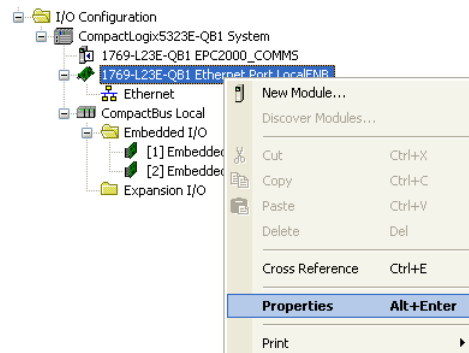 I/O Configuration
CompactLogix5323E-QB1 System
1769-L23E-QB1 EPC2000_COMMS
1769-L23E-QB1 Ethernet Port LocalENB
Ethernet
CompactBus Local
Embedded I/O
[1] Embedded
[2] Embedded
Expansion I/O
New Module...
Discover Modules...
Cut Ctrl+X
Copy Ctrl+C
Paste Ctrl+V
Delete Del
Cross Reference Ctrl+E
Properties Alt+Enter
Print